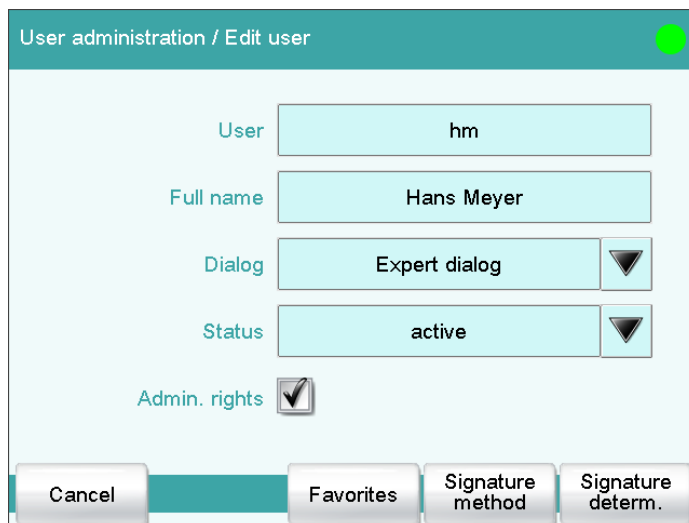 User administration / Edit user
User
hm
Full name
Hans Meyer
Dialog
Expert dialog
Status
active
Admin. rights
Cancel
Favorites
Signature
method
Signature
determ.